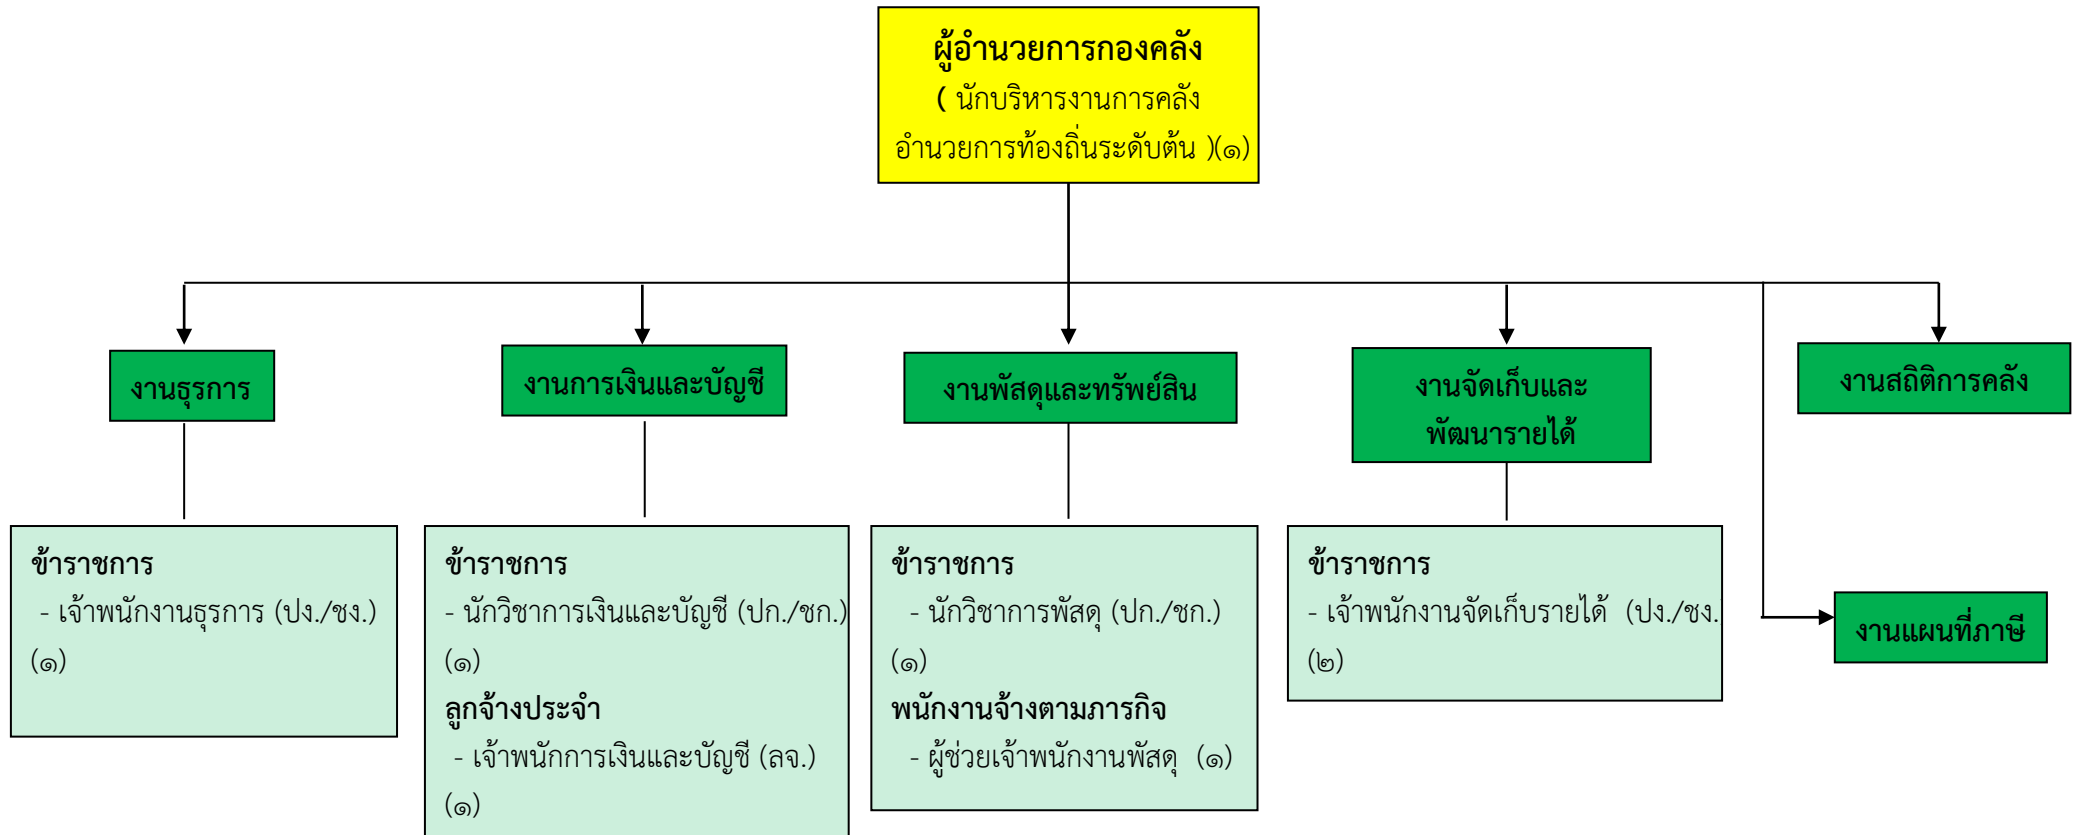 ผู้อำนวยการกองคลัง
( นักบริหารงานการคลัง
อำนวยการท้องถิ่นระดับต้น )(๑)
งานธุรการ
งานการเงินและบัญชี
งานพัสดุและทรัพย์สิน
งานจัดเก็บและ
พัฒนารายได้
งานสถิติการคลัง
งานแผนที่ภาษี
ข้าราชการ
- เจ้าพนักงานธุรการ (ปง./ชง.)
(๑)
ข้าราชการ
- นักวิชาการเงินและบัญชี (ปก./ชก.)
(๑)
ลูกจ้างประจำ
- เจ้าพนักการเงินและบัญชี (ลจ.)
(๑)
ข้าราชการ
- นักวิชาการพัสดุ (ปก./ชก.)
(๑)
พนักงานจ้างตามภารกิจ
- ผู้ช่วยเจ้าพนักงานพัสดุ (๑)
ข้าราชการ
- เจ้าพนักงานจัดเก็บรายได้ (ปง./ชง.
(๒)